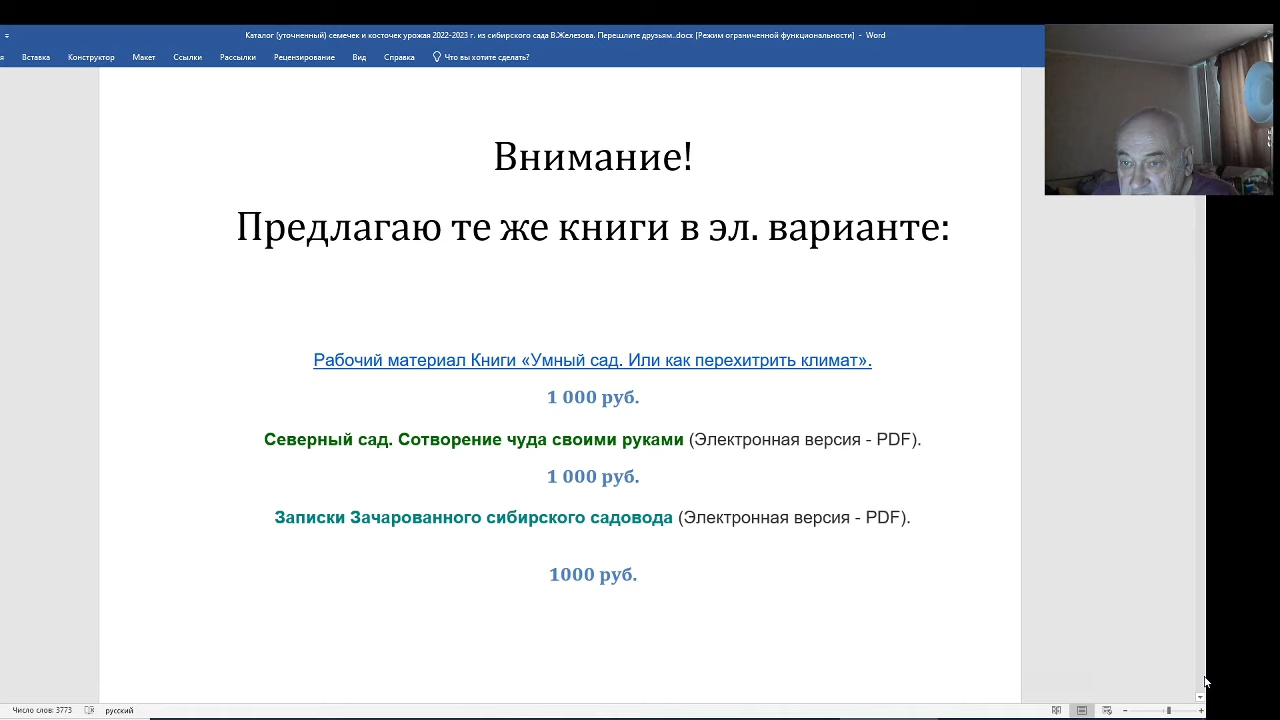 Каталог (уточненный) семечек и косточек урожая 2022-2023 г. из сибирского сада В.Железова. Перешлите друзьям..docx [Режим ограниченной функциональности] - Word
я Вставка Конструктор Макет Ссылки Рассылки Рецензирование Вид Справка Что вы хотите сделать?
Внимание!
Предлагаю те же книги в эл. варианте:
Рабочий материал Книги «Умный сад. Или как перехитрить климат».
1 000 руб.
Северный сад. Сотворение чуда своими руками (Электронная версия - PDF).
1 000 руб.
Записки Зачарованного сибирского садовода (Электронная версия - PDF).
1000 руб.
Число слов: 3773 русский